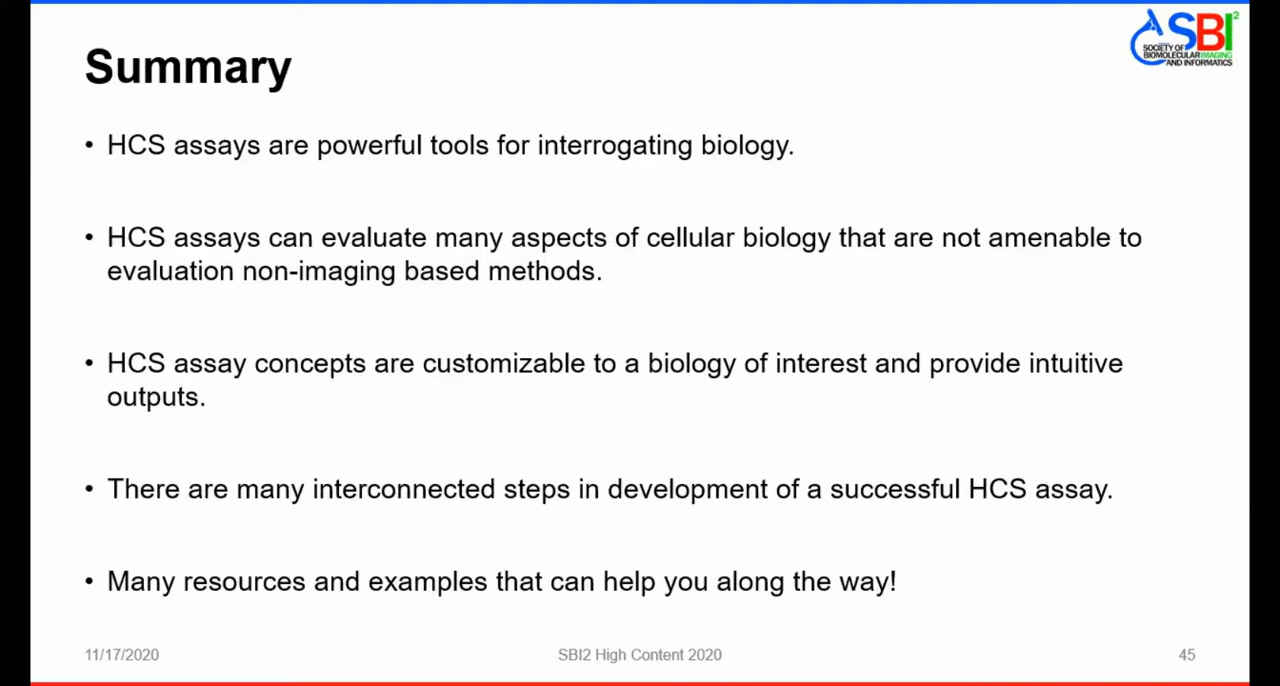 SBI²
SOCIETY OF
BIOMOLECULAR IMAGING
AND INFORMATICS
Summary
• HCS assays are powerful tools for interrogating biology.
• HCS assays can evaluate many aspects of cellular biology that are not amenable to
evaluation non-imaging based methods.
• HCS assay concepts are customizable to a biology of interest and provide intuitive
outputs.
• There are many interconnected steps in development of a successful HCS assay.
• Many resources and examples that can help you along the way!
11/17/2020
SBI2 High Content 2020
45